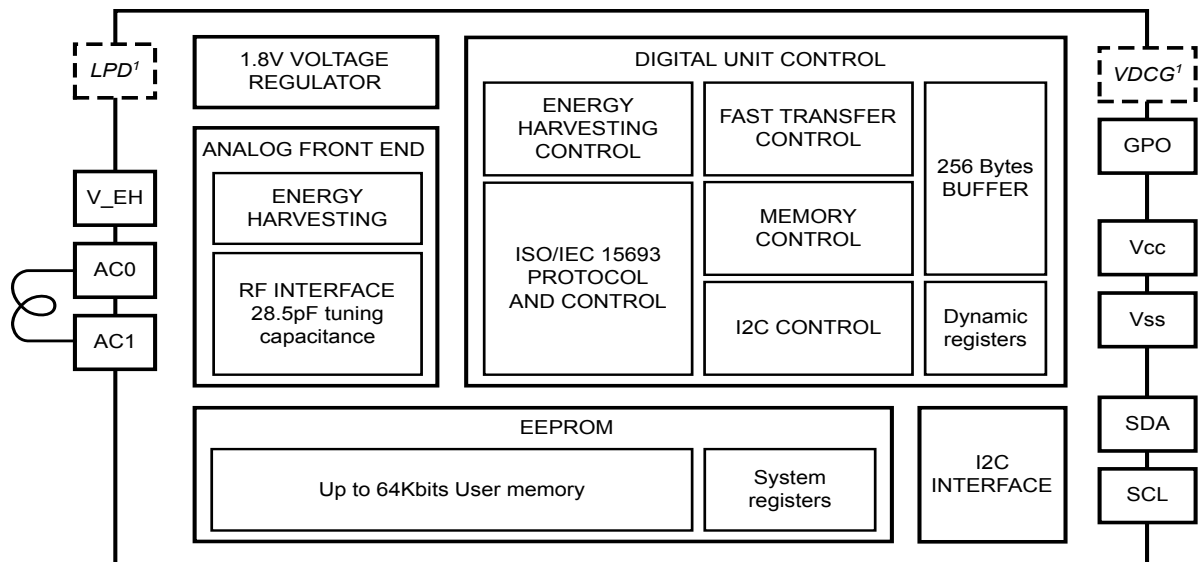 LPD¹
V_EH
AC0
AC1
1.8V VOLTAGE
REGULATOR
ANALOG FRONT END
ENERGY
HARVESTING
RF INTERFACE
28.5pF tuning
capacitance
DIGITAL UNIT CONTROL
ENERGY
HARVESTING
CONTROL
FAST TRANSFER
CONTROL
256 Bytes
BUFFER
ISO/IEC 15693
PROTOCOL
AND CONTROL
MEMORY
CONTROL
I2C CONTROL
Dynamic
registers
EEPROM
Up to 64Kbits User memory
System
registers
I2C
INTERFACE
VDCG¹
GPO
Vcc
Vss
SDA
SCL